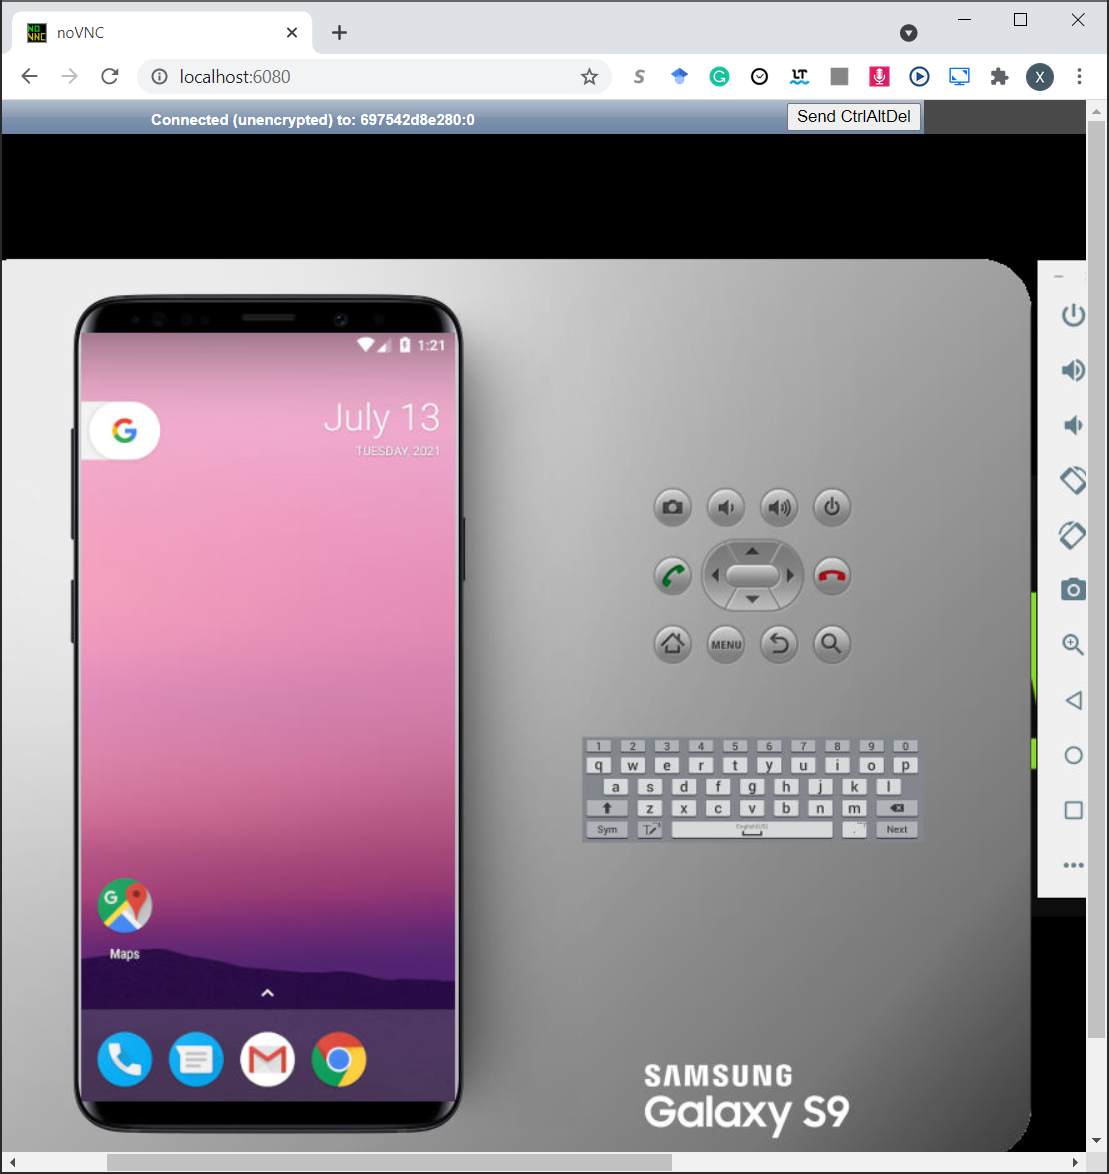 noVNC
localhost:6080
S
G
LT
X
Connected (unencrypted) to: 697542d8e280:0
Send CtrlAltDel
1:21
G
July 13
TUESDAY, 2021
MENU
1 2 3 4 5 6 7 8 9 0
q w e r t y u i o p
a s d f g h j k l
z x c v b n m
Sym T English(US) . Next
G
Maps
SAMSUNG
Galaxy S9